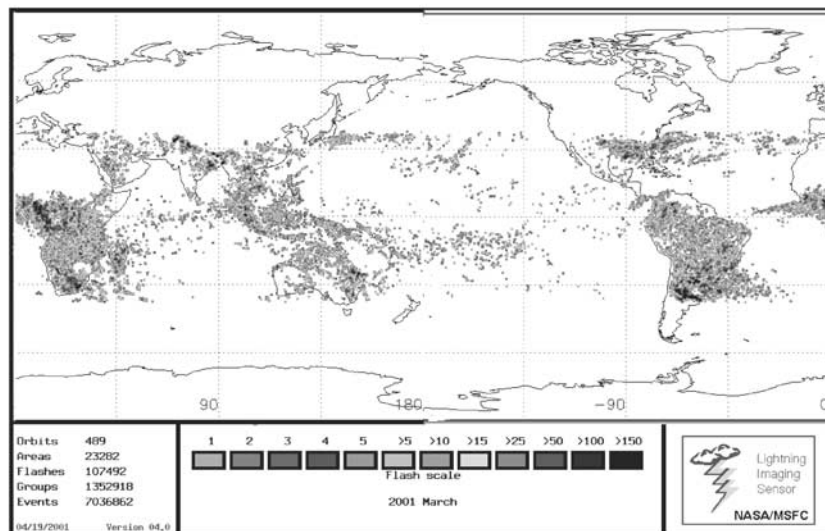 90 180 -90 0
Orbits 489
Areas 23282
Flashes 107492
Groups 1352918
Events 7036862
04/19/2001 Version 04.0
1 2 3 4 5 >5 >10 >15 >25 >50 >100 >150
Flash scale
2001 March
Lightning
Imaging
Sensor
NASA/MSFC